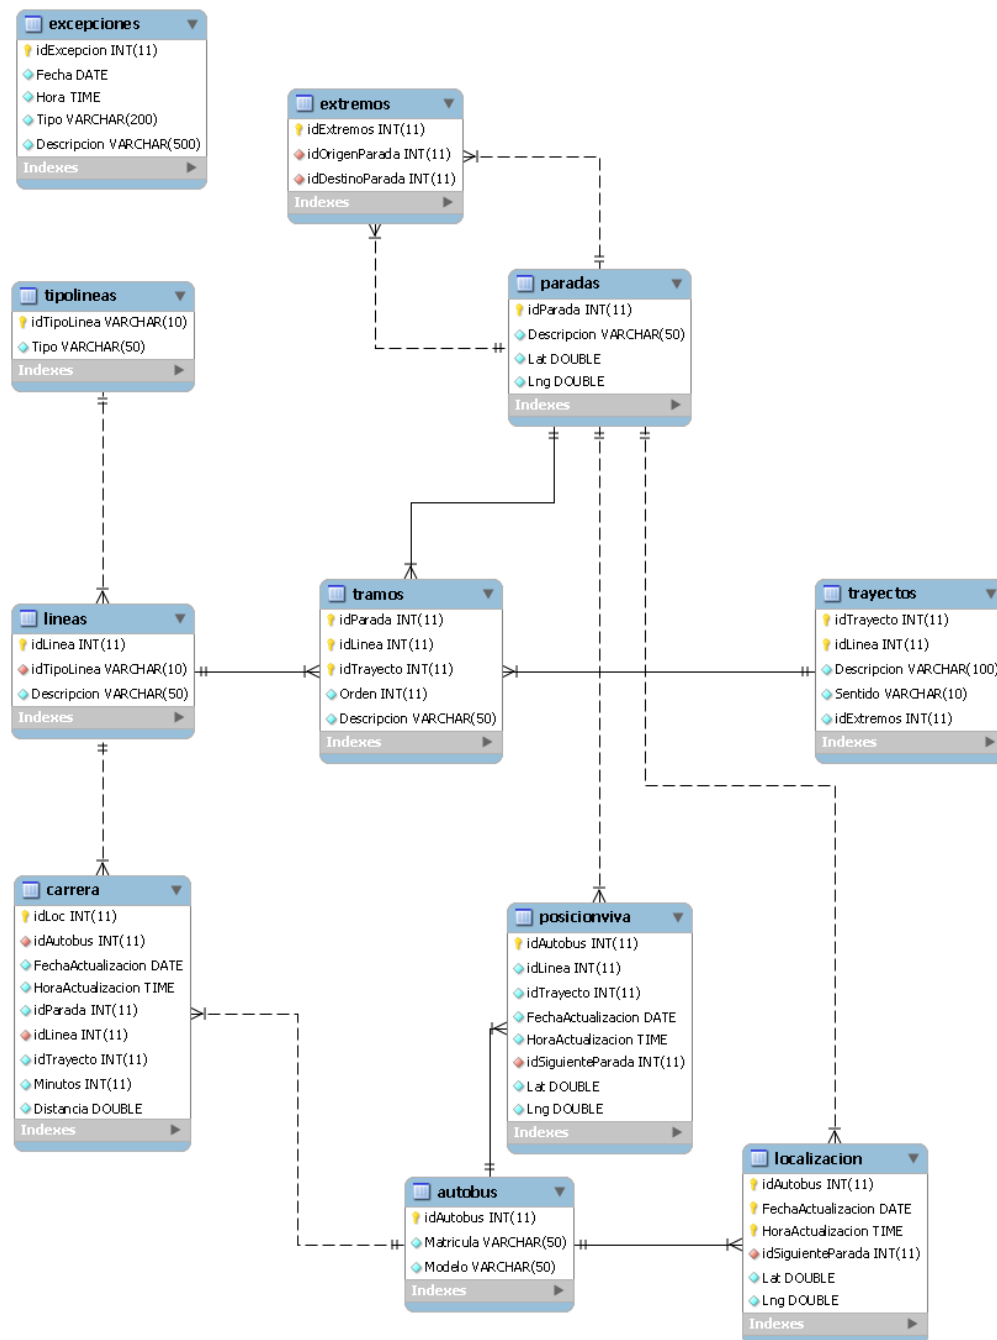 excepciones
idExcepcion INT(11)
Fecha DATE
Hora TIME
Tipo VARCHAR(200)
Descripcion VARCHAR(500)
Indexes
extremos
idExtremos INT(11)
idOrigenParada INT(11)
idDestinoParada INT(11)
Indexes
paradas
idParada INT(11)
Descripcion VARCHAR(50)
Lat DOUBLE
Lng DOUBLE
Indexes
tipolineas
idTipoLinea VARCHAR(10)
Tipo VARCHAR(50)
Indexes
lineas
idLinea INT(11)
idTipoLinea VARCHAR(10)
Descripcion VARCHAR(50)
Indexes
tramos
idParada INT(11)
idLinea INT(11)
idTrayecto INT(11)
Orden INT(11)
Descripcion VARCHAR(50)
Indexes
trayectos
idTrayecto INT(11)
idLinea INT(11)
Descripcion VARCHAR(100)
Sentido VARCHAR(10)
idExtremos INT(11)
Indexes
carrera
idLoc INT(11)
idAutobus INT(11)
FechaActualizacion DATE
HoraActualizacion TIME
idParada INT(11)
idLinea INT(11)
idTrayecto INT(11)
Minutos INT(11)
Distancia DOUBLE
Indexes
posicionviva
idAutobus INT(11)
idLinea INT(11)
idTrayecto INT(11)
FechaActualizacion DATE
HoraActualizacion TIME
idSiguienteParada INT(11)
Lat DOUBLE
Lng DOUBLE
Indexes
autobus
idAutobus INT(11)
Matricula VARCHAR(50)
Modelo VARCHAR(50)
Indexes
localizacion
idAutobus INT(11)
FechaActualizacion DATE
HoraActualizacion TIME
idSiguienteParada INT(11)
Lat DOUBLE
Lng DOUBLE
Indexes